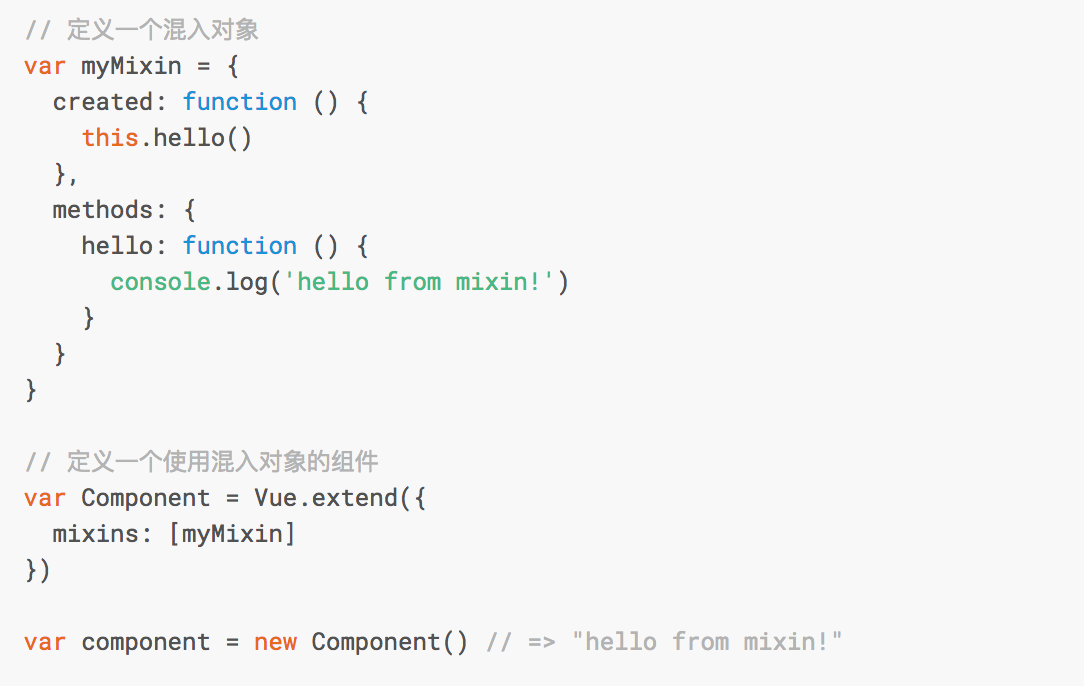 // 定义一个混入对象
var myMixin = {
  created: function () {
    this.hello()
  },
  methods: {
    hello: function () {
      console.log('hello from mixin!')
    }
  }
}

// 定义一个使用混入对象的组件
var Component = Vue.extend({
  mixins: [myMixin]
})

var component = new Component() // => "hello from mixin!"